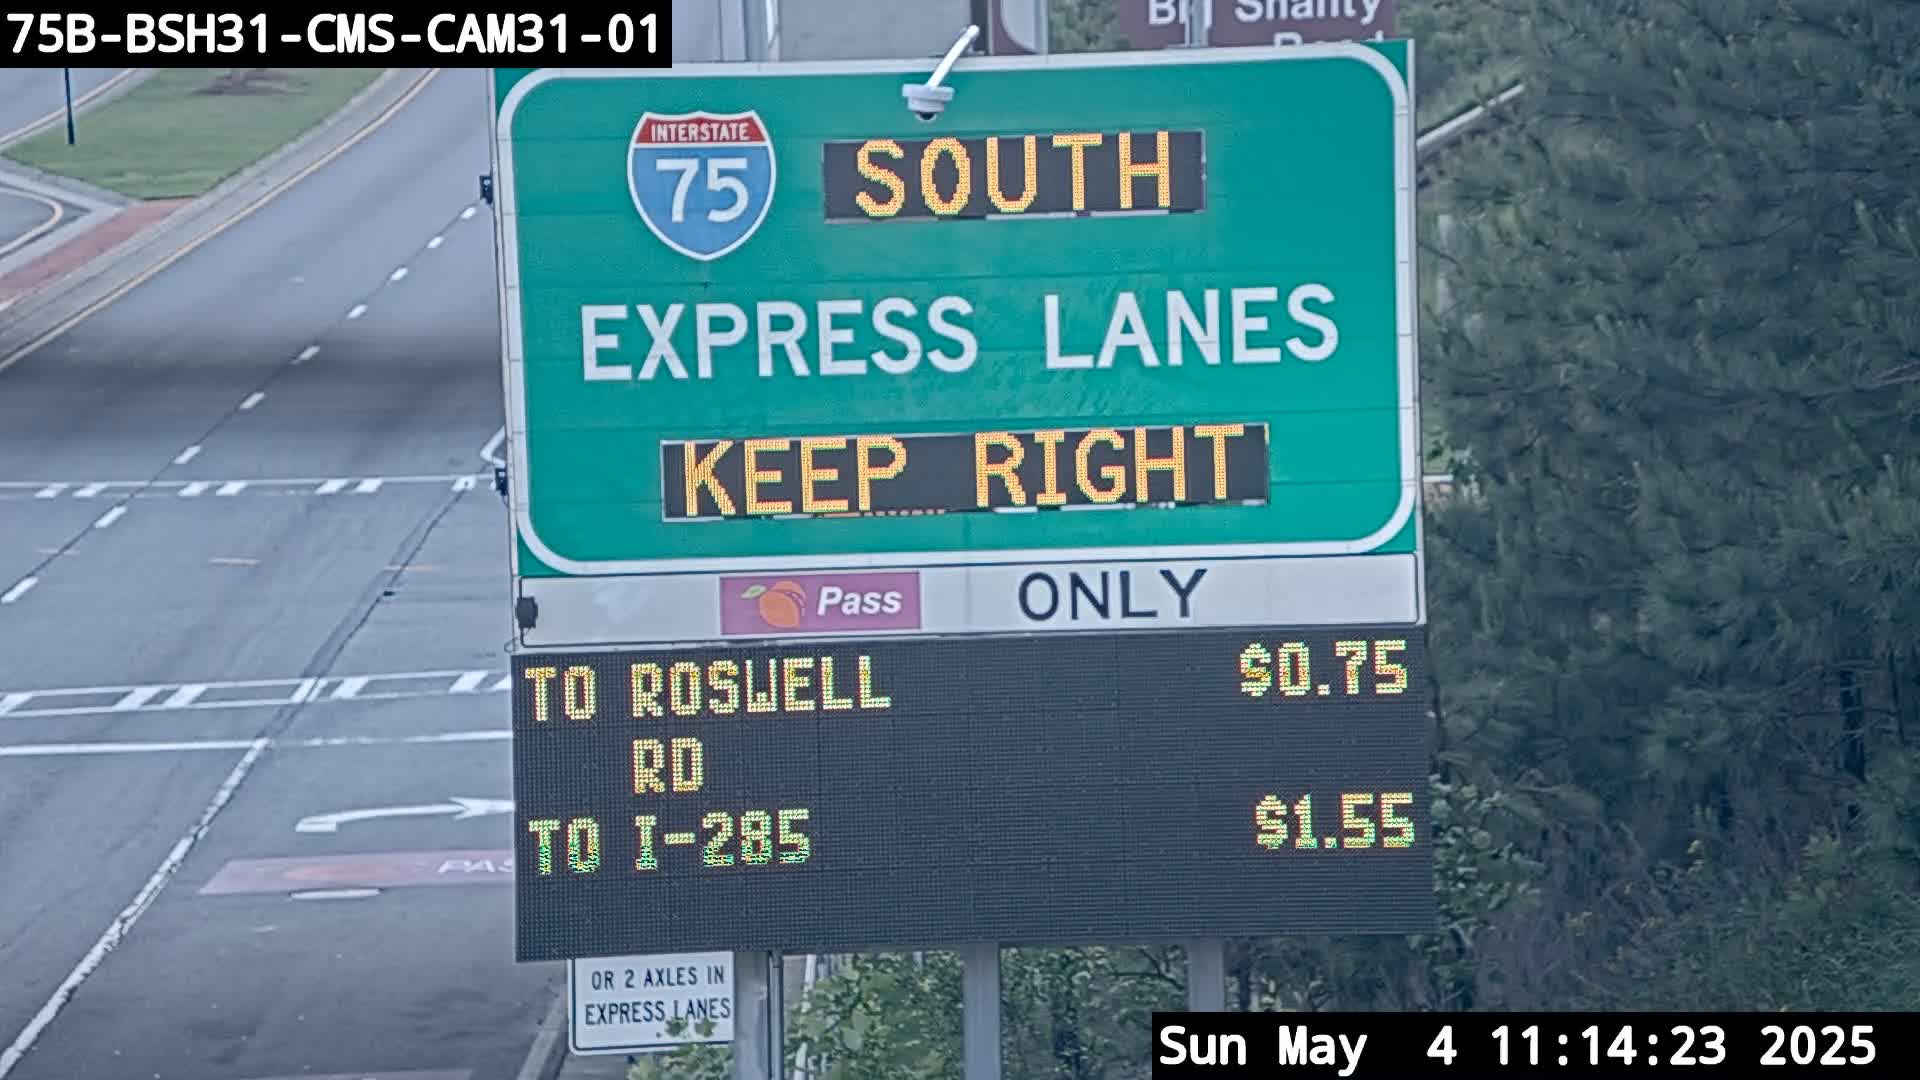 75B-BSH31-CMS-CAM31-01
Shanty
INTERSTATE
75
SOUTH
EXPRESS LANES
KEEP RIGHT
Pass ONLY
TO ROSWELL $0.75
RD
TO I-285 $1.55
OR 2 AXLES IN
EXPRESS LANES
Sun May 4 11:14:23 2025